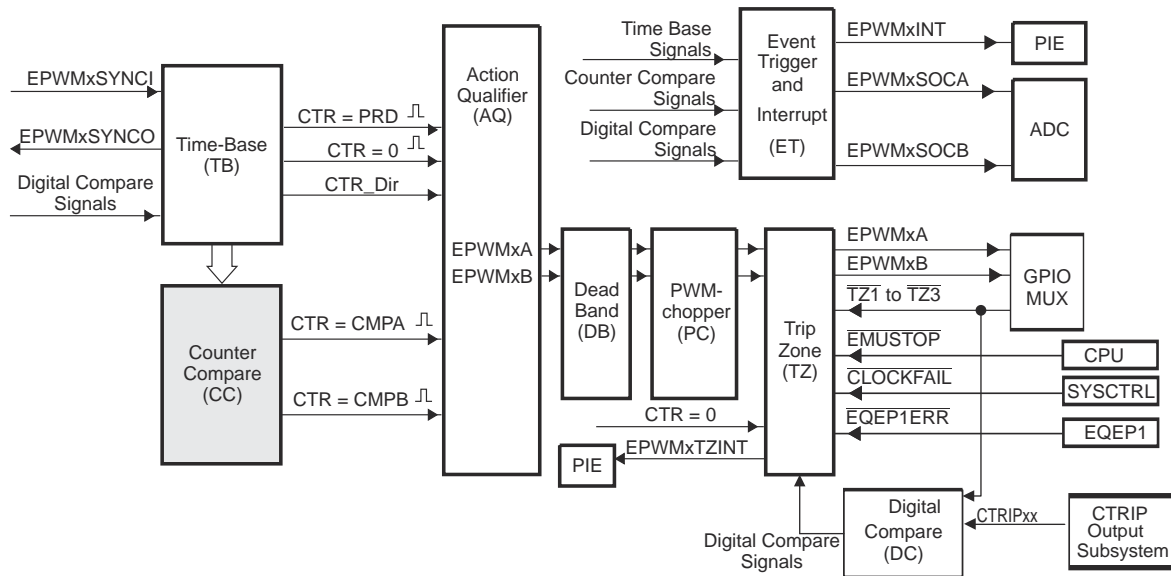 EPWMxSYNCI
EPWMxSYNCO
Digital Compare
Signals
Time-Base
(TB)
CTR = PRD
CTR = 0
CTR_Dir
Counter
Compare
(CC)
CTR = CMPA
CTR = CMPB
Action
Qualifier
(AQ)
EPWMxA
EPWMxB
Time Base
Signals
Counter Compare
Signals
Digital Compare
Signals
Event
Trigger
and
Interrupt
(ET)
EPWMxINT
EPWMxSOCA
EPWMxSOCB
PIE
ADC
Dead
Band
(DB)
PWM-
chopper
(PC)
CTR = 0
EPWMxTZINT
PIE
Trip
Zone
(TZ)
EPWMxA
EPWMxB
TZ1 to TZ3
EMUSTOP
CLOCKFAIL
EQEP1ERR
GPIO
MUX
CPU
SYSCTRL
EQEP1
Digital Compare
Signals
Digital
Compare
(DC)
CTRIPxx
CTRIP
Output
Subsystem